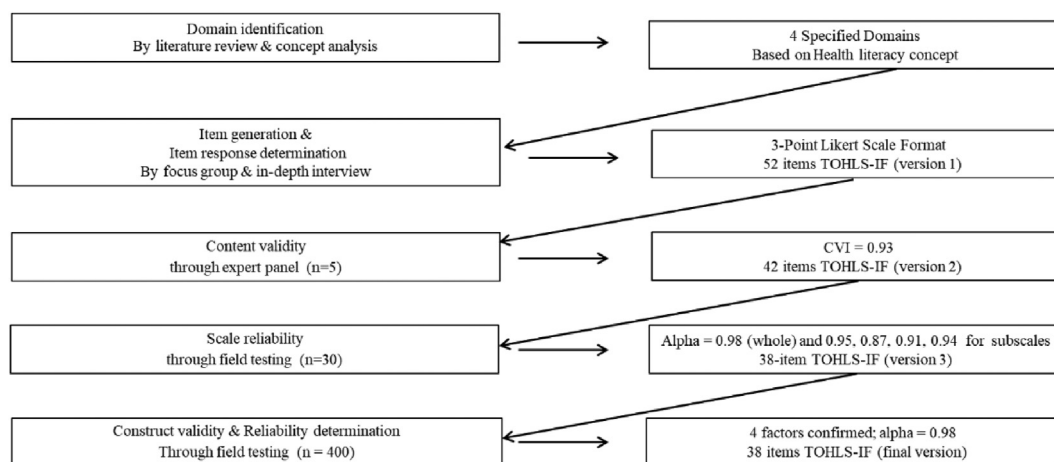 Domain identification
By literature review & concept analysis
4 Specified Domains
Based on Health literacy concept
Item generation &
Item response determination
By focus group & in-depth interview
3-Point Likert Scale Format
52 items TOHLS-IF (version 1)
Content validity
through expert panel (n=5)
CVI = 0.93
42 items TOHLS-IF (version 2)
Scale reliability
through field testing (n=30)
Alpha = 0.98 (whole) and 0.95, 0.87, 0.91, 0.94 for subscales
38-item TOHLS-IF (version 3)
Construct validity & Reliability determination
Through field testing (n = 400)
4 factors confirmed; alpha = 0.98
38 items TOHLS-IF (final version)